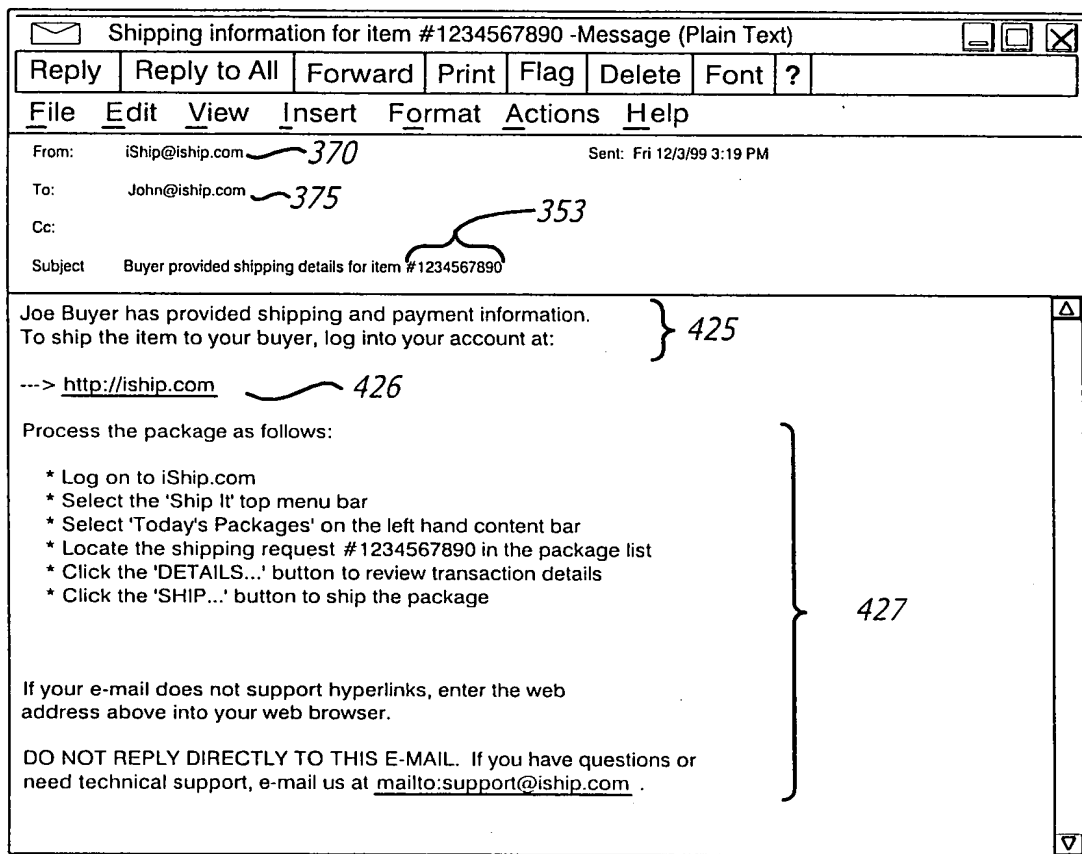 Shipping information for item #1234567890 -Message (Plain Text)
Reply Reply to All Forward Print Flag Delete Font ?
File Edit View Insert Format Actions Help
From: iShip@iship.com 370 Sent: Fri 12/3/99 3:19 PM
To: John@iship.com 375
353
Cc:
Subject Buyer provided shipping details for item #1234567890
Joe Buyer has provided shipping and payment information.
To ship the item to your buyer, log into your account at:
425
---> http://iship.com 426
Process the package as follows:
* Log on to iShip.com
* Select the 'Ship It' top menu bar
* Select 'Today's Packages' on the left hand content bar
* Locate the shipping request #1234567890 in the package list
* Click the 'DETAILS...' button to review transaction details
* Click the 'SHIP...' button to ship the package
427
If your e-mail does not support hyperlinks, enter the web
address above into your web browser.
DO NOT REPLY DIRECTLY TO THIS E-MAIL. If you have questions or
need technical support, e-mail us at mailto:support@iship.com .